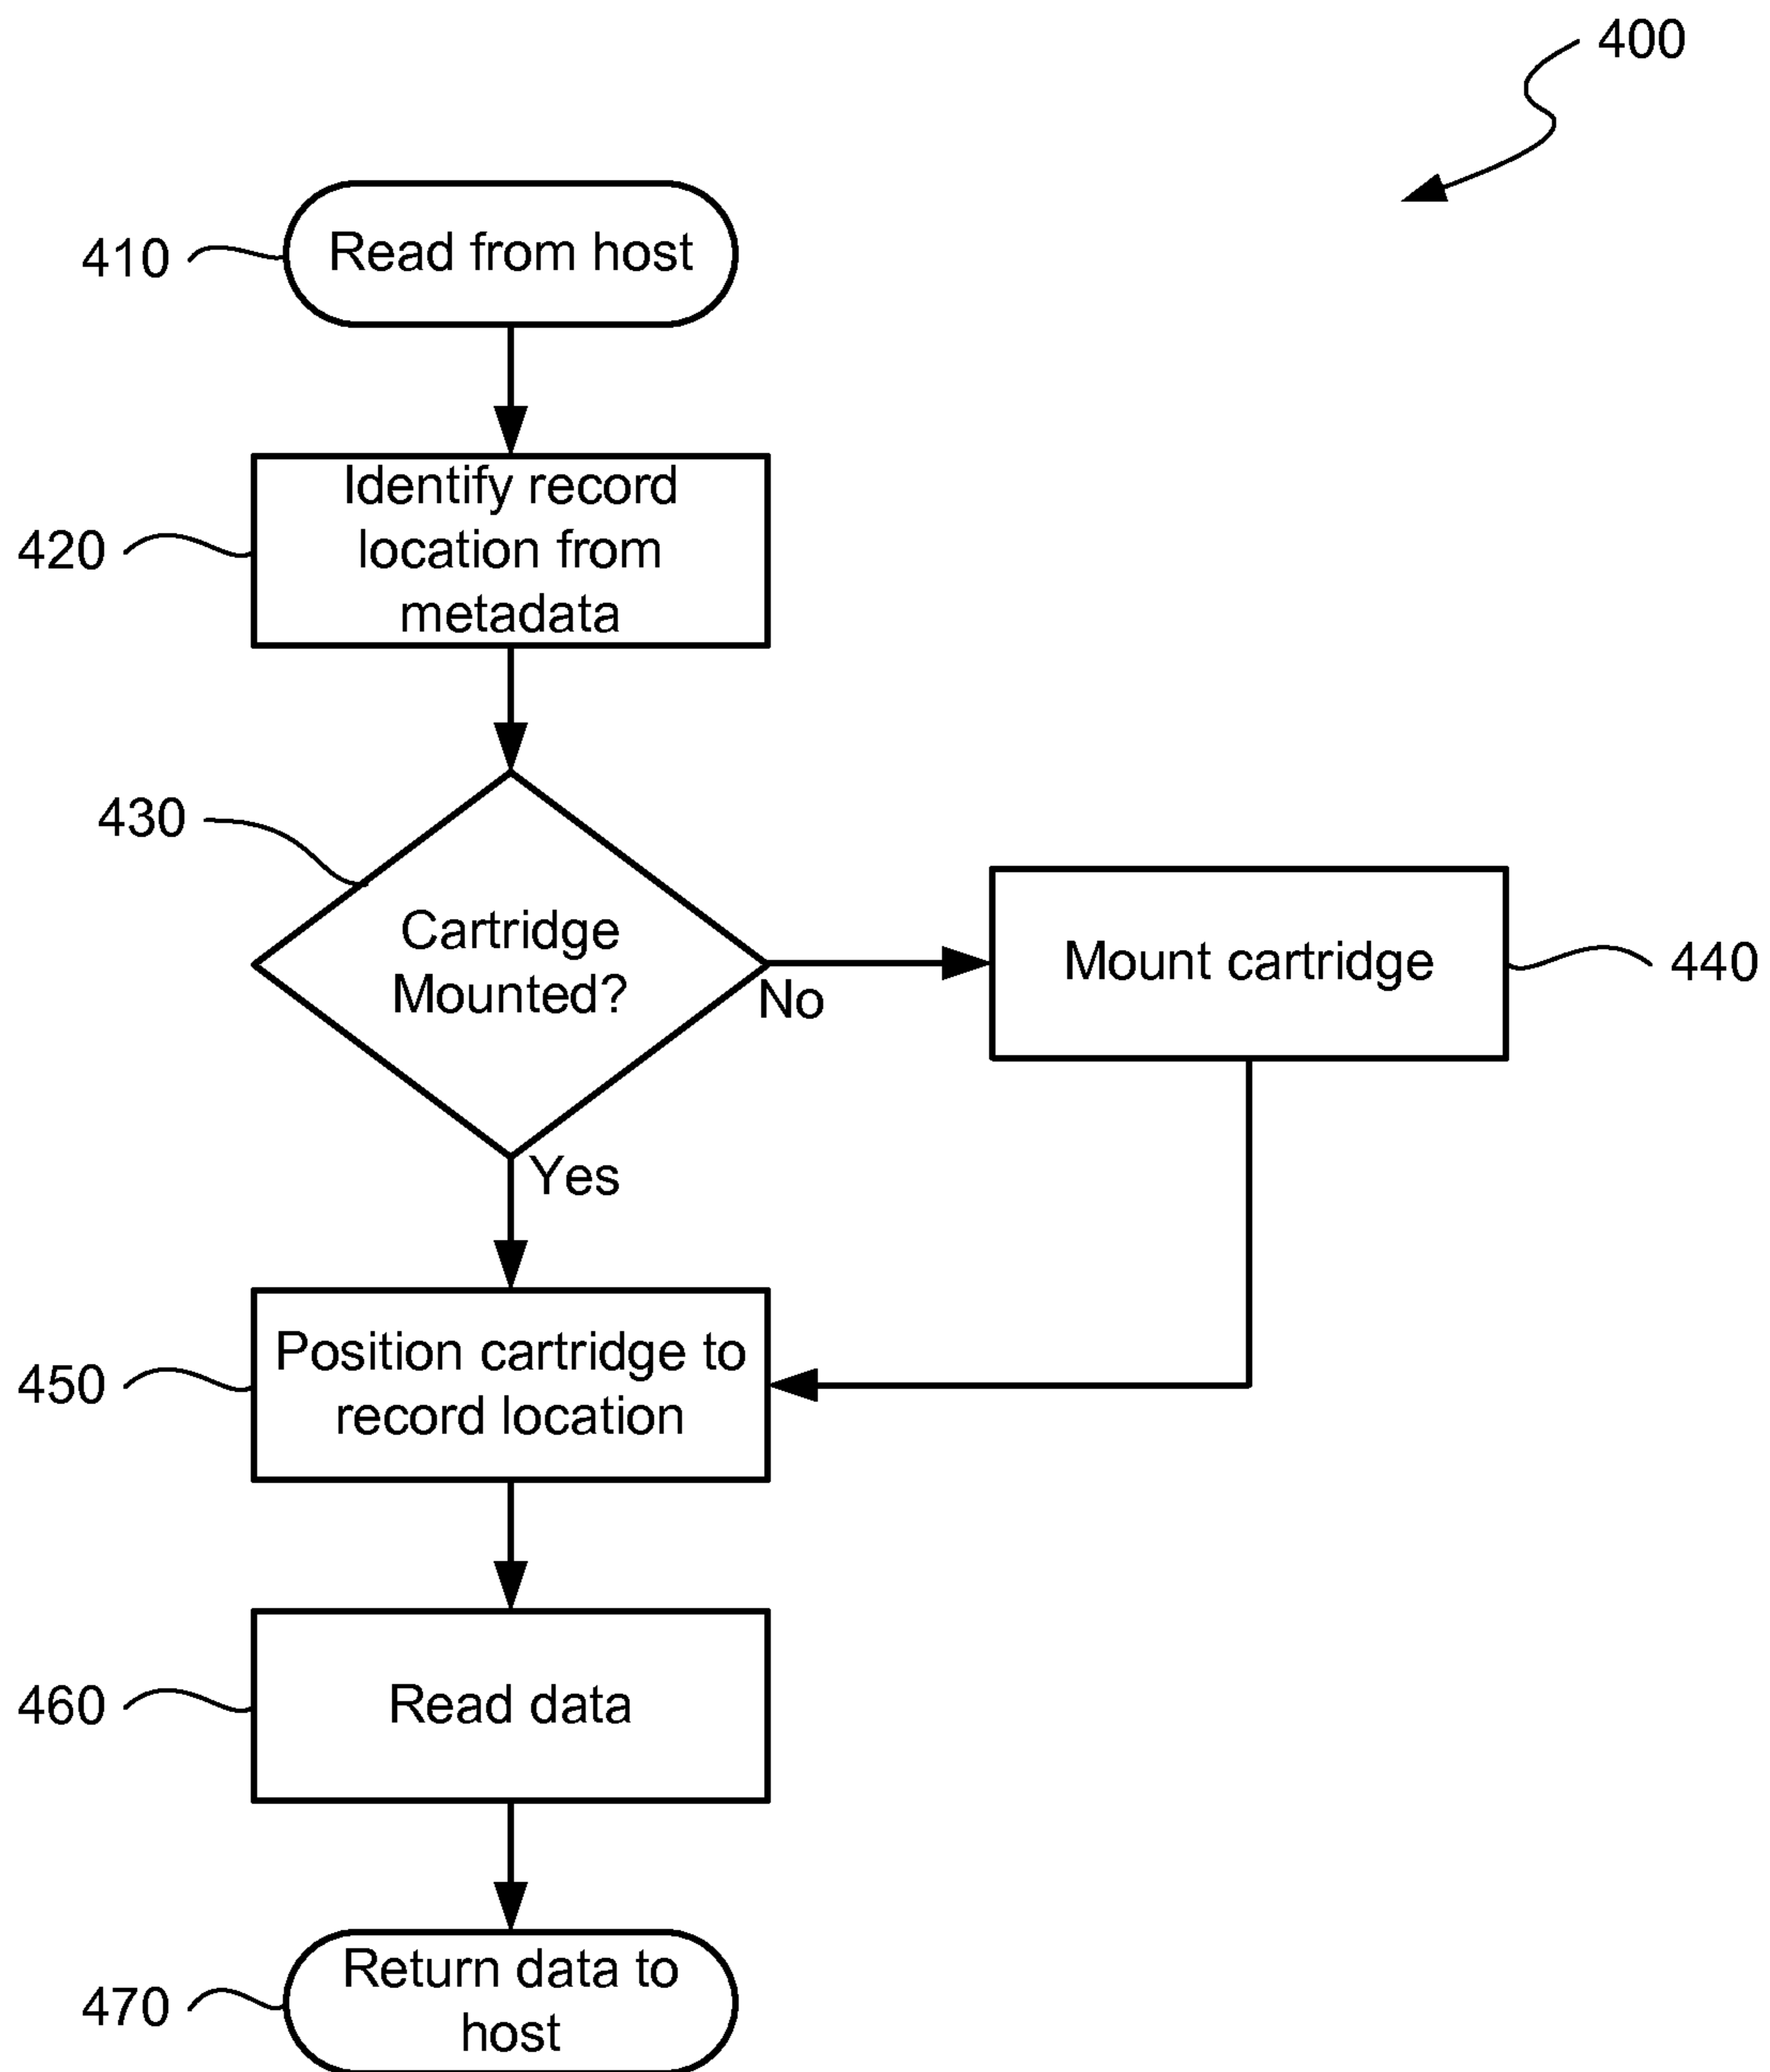 400
410
Read from host
420
Identify record
location from
metadata
430
Cartridge
Mounted?
No
Mount cartridge
440
Yes
450
Position cartridge to
record location
460
Read data
470
Return data to
host